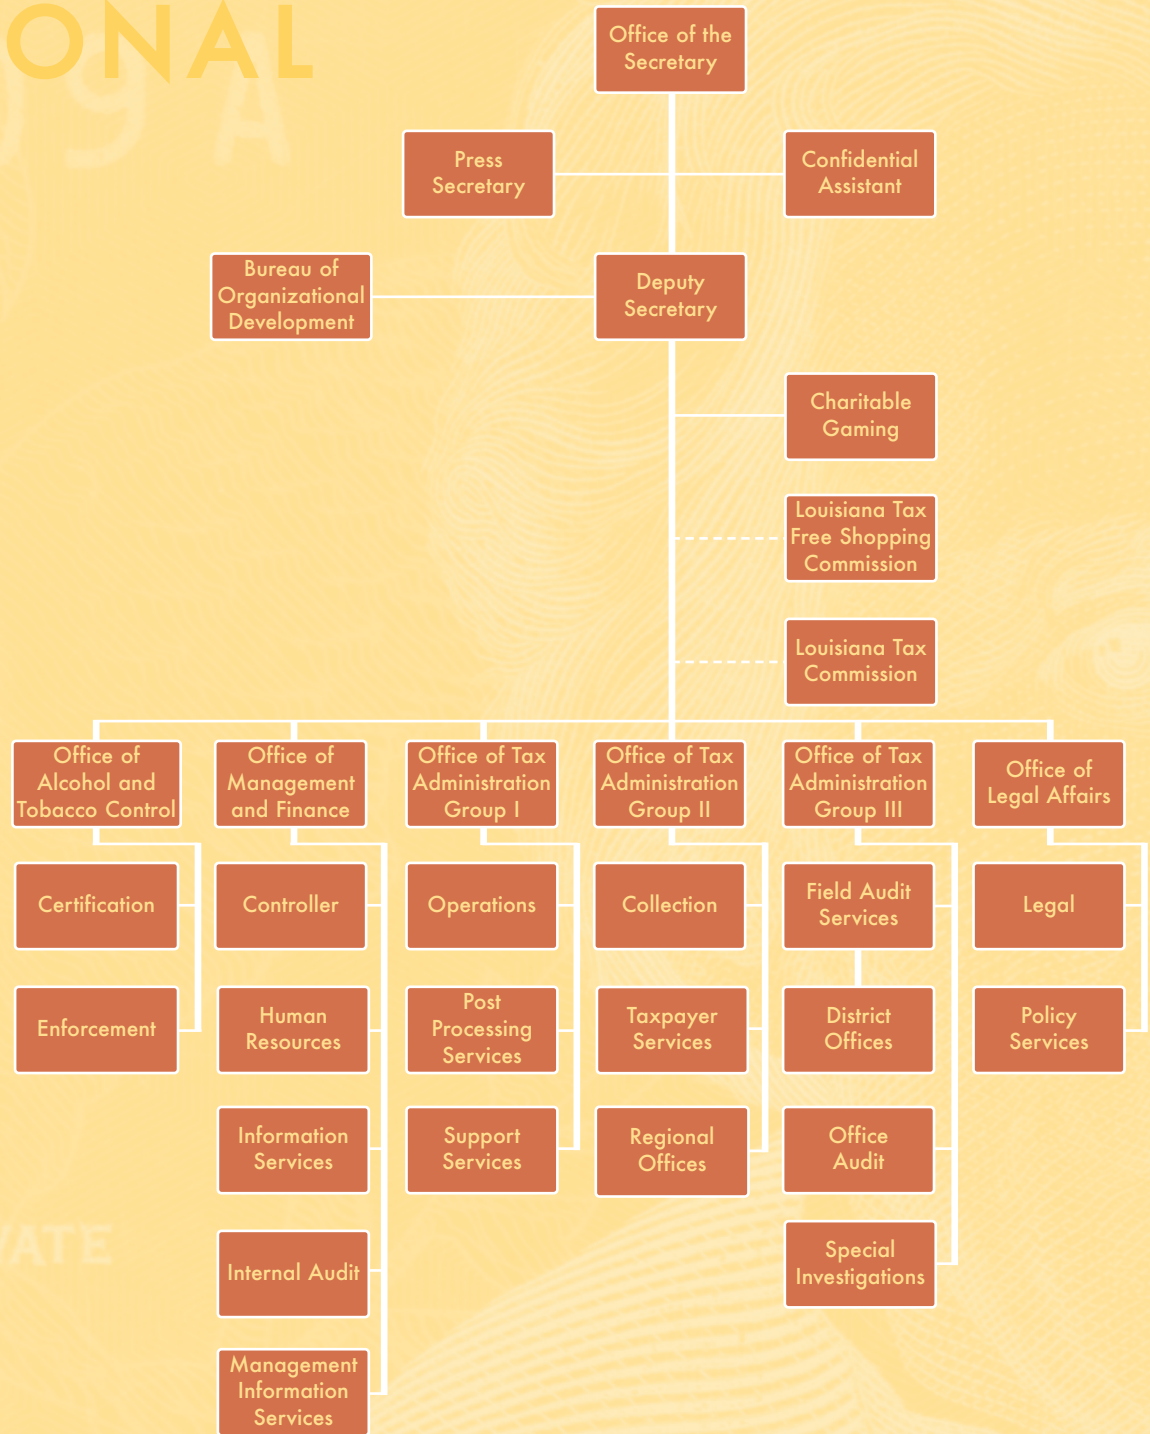 ONAL
09 A
Office of the
Secretary
Press
Secretary
Confidential
Assistant
Bureau of
Organizational
Development
Deputy
Secretary
Charitable
Gaming
Louisiana Tax
Free Shopping
Commission
Louisiana Tax
Commission
Office of
Alcohol and
Tobacco Control
Office of
Management
and Finance
Office of Tax
Administration
Group I
Office of Tax
Administration
Group II
Office of Tax
Administration
Group III
Office of
Legal Affairs
Certification
Controller
Operations
Collection
Field Audit
Services
Legal
Enforcement
Human
Resources
Post
Processing
Services
Taxpayer
Services
District
Offices
Policy
Services
Information
Services
Support
Services
Regional
Offices
Office
Audit
VATE
Internal Audit
Special
Investigations
Management
Information
Services